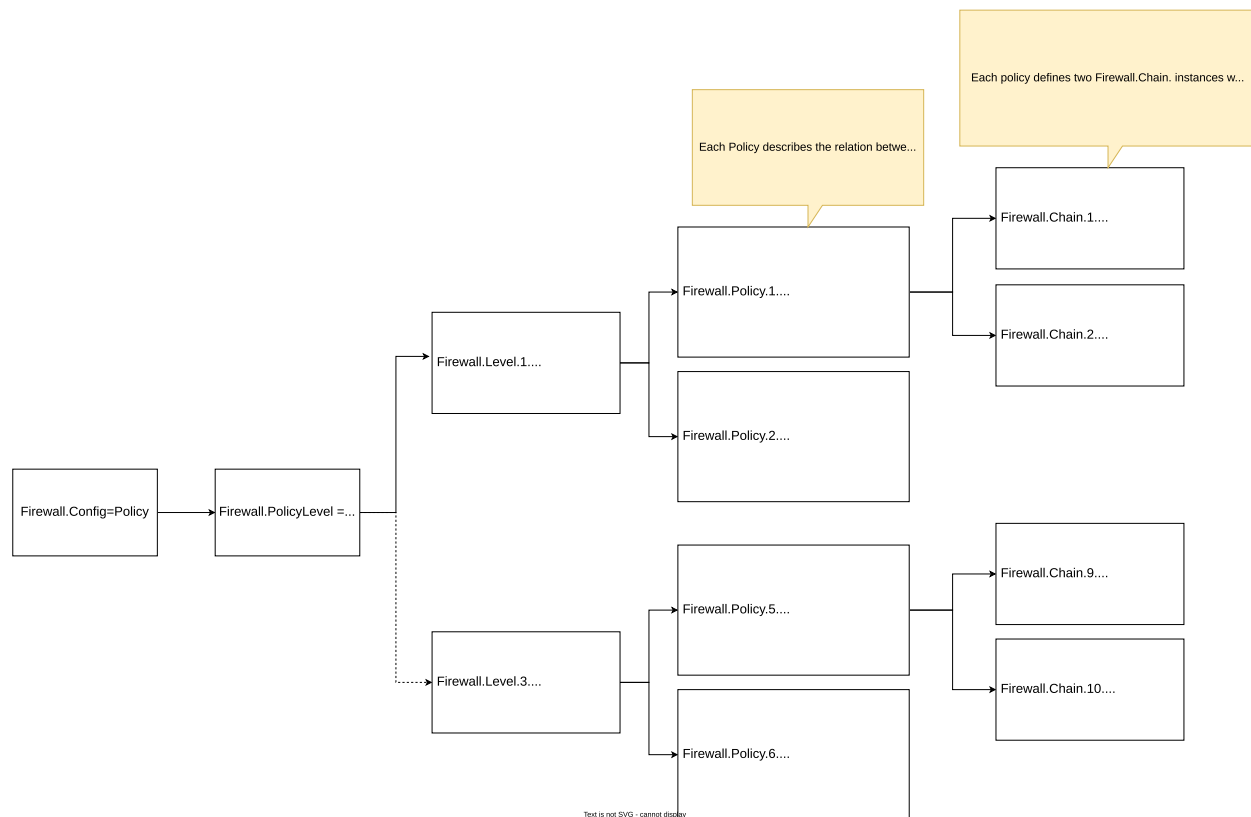 Each policy defines two Firewall.Chain. instances w...
Each Policy describes the relation betwe...
Firewall.Chain.1....
Firewall.Policy.1....
Firewall.Chain.2....
Firewall.Level.1....
Firewall.Policy.2....
Firewall.Config=Policy
Firewall.PolicyLevel =...
Firewall.Chain.9....
Firewall.Policy.5....
Firewall.Level.3....
Firewall.Chain.10....
Firewall.Policy.6....
Text is not SVG - cannot display